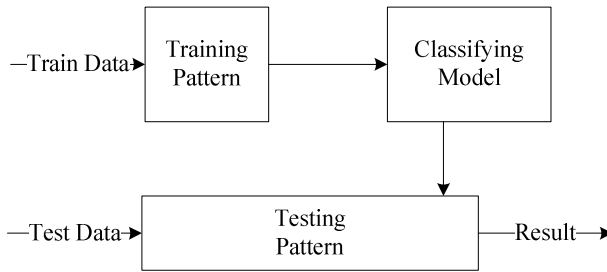 Train Data
Training
Pattern
Classifying
Model
Test Data
Testing
Pattern
Result